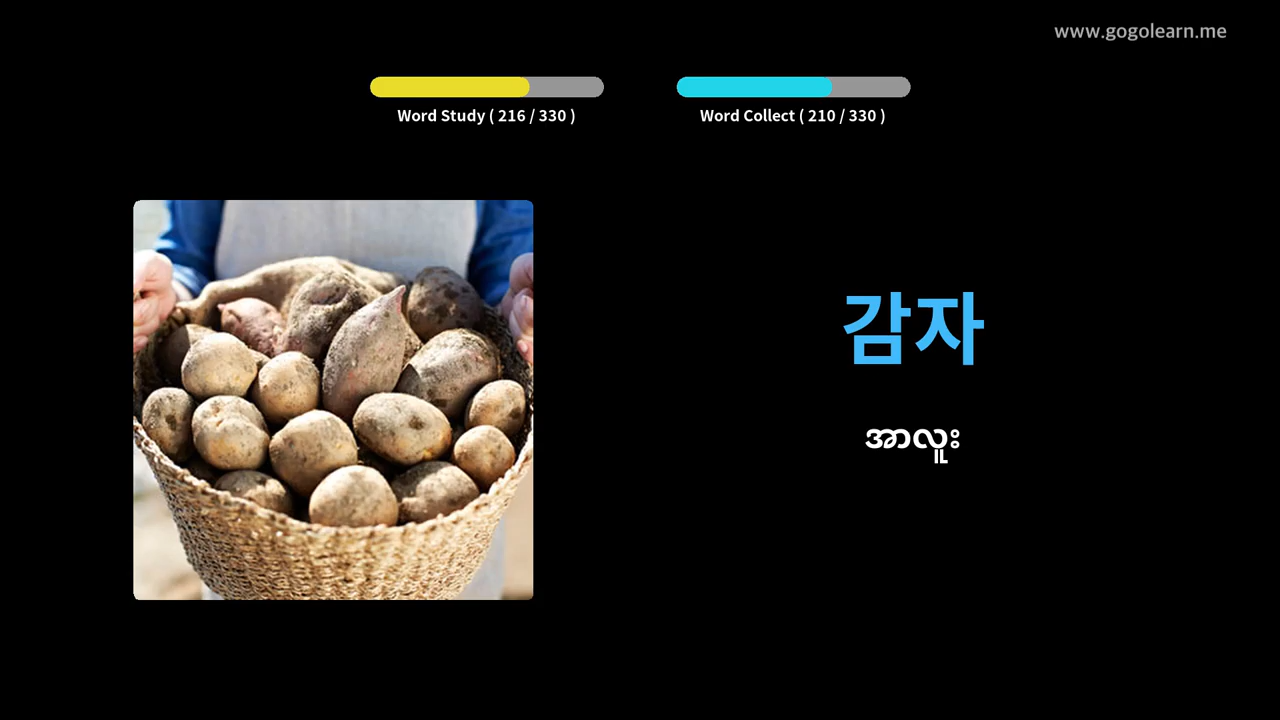 www.gogolearn.me
Word Study ( 216 / 330 )
Word Collect ( 210 / 330 )
감자
အာလူး